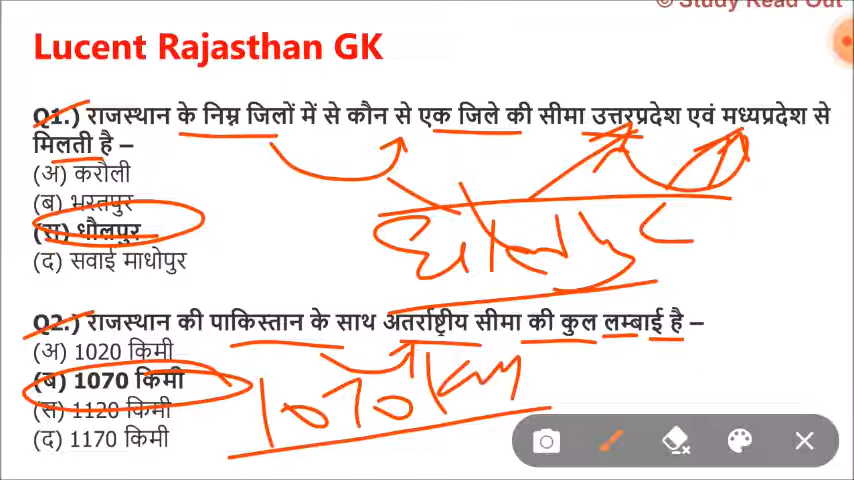 © Study Read Out
Lucent Rajasthan GK
Q1.) राजस्थान के निम्न जिलों में से कौन से एक जिले की सीमा उत्तरप्रदेश एवं मध्यप्रदेश से
मिलती है –
(अ) करौली
(ब) भरतपुर
(स) धौलपुर
धौलपुर
(द) सवाई माधोपुर
Q2.) राजस्थान की पाकिस्तान के साथ अतर्राष्ट्रीय सीमा की कुल लम्बाई है –
(अ) 1020 किमी
(ब) 1070 किमी
1070 km
(स) 1120 किमी
(द) 1170 किमी